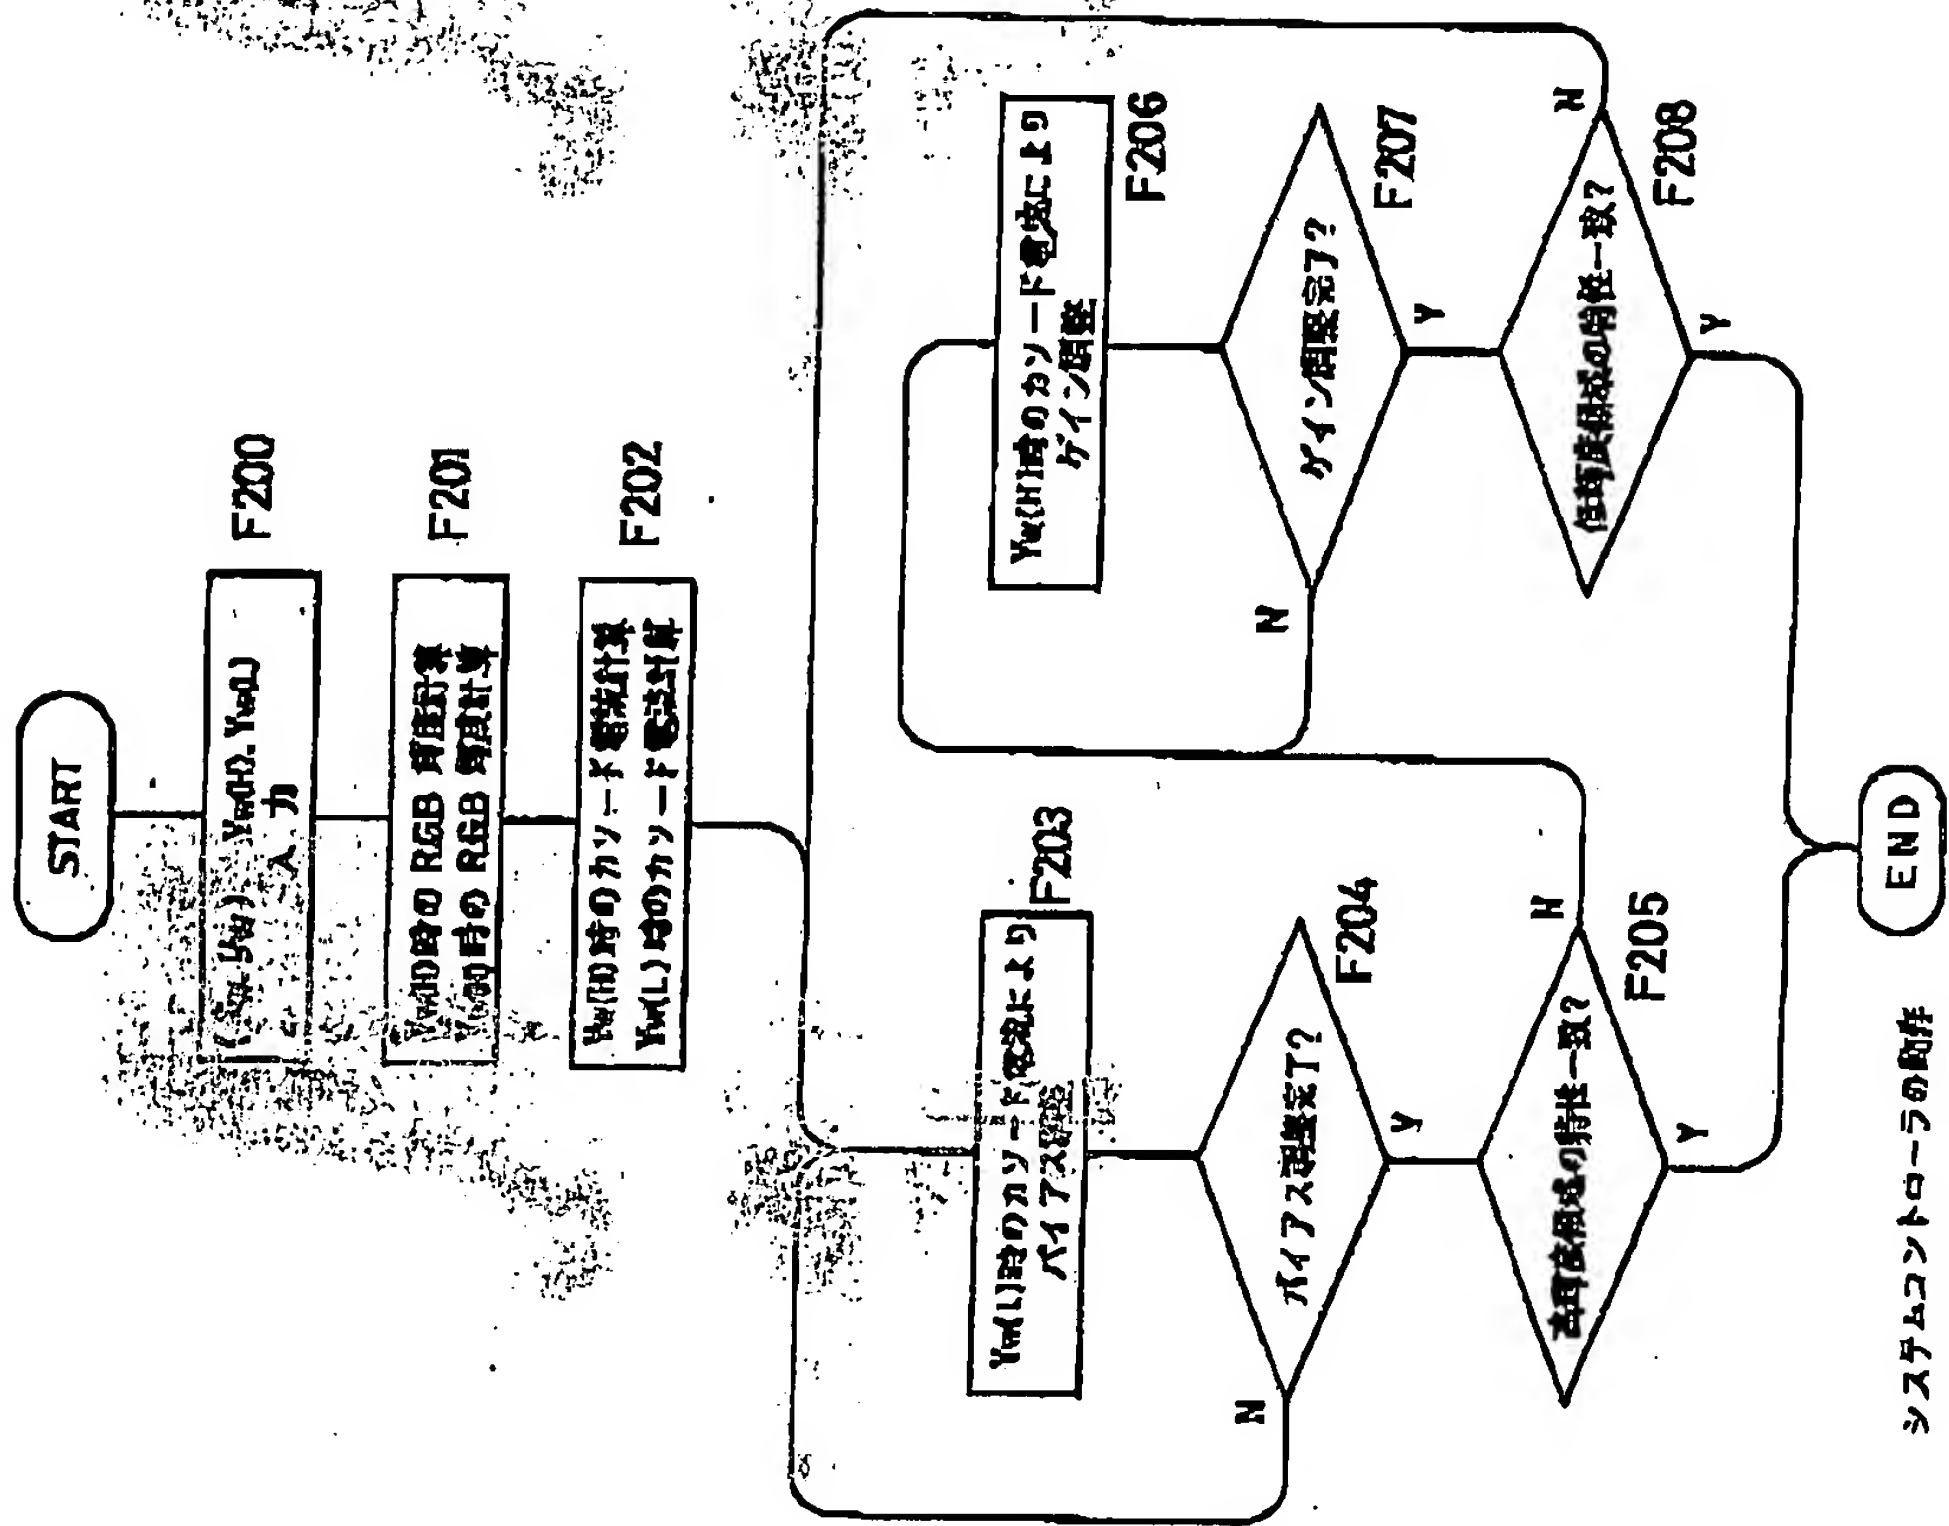 START
(xw, yw) Yw(H), Yw(L)
入力
F200
Yw(H)時の RGB 輝度計算
Yw(L)時の RGB 輝度計算
F201
Yw(H)時のカソード電流計算
Yw(L)時のカソード電流計算
F202
Yw(L)時のカソード電流により
バイアス調整
F203
バイアス調整完了?
F204
N
Y
高輝度領域の特性一致?
F205
N
Y
Yw(H)時のカソード電流により
ゲイン調整
F206
ゲイン調整完了?
F207
N
Y
低輝度領域の特性一致?
F208
N
Y
END
システムコントローラの動作